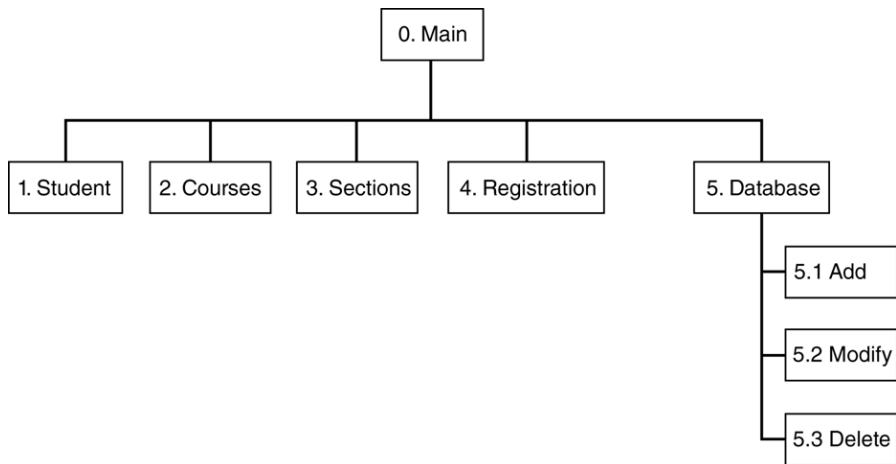 0. Main
1. Student
2. Courses
3. Sections
4. Registration
5. Database
5.1 Add
5.2 Modify
5.3 Delete